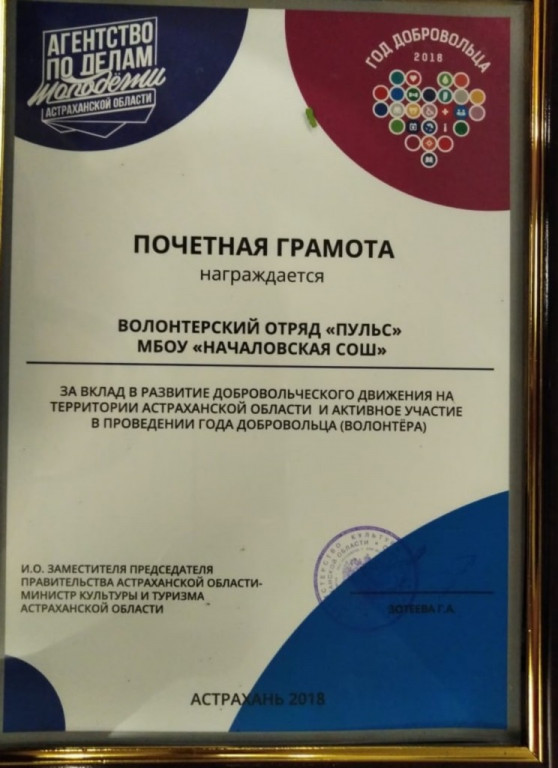 АГЕНТСТВО
ПО ДЕЛАМ
молодёжи
АСТРАХАНСКОЙ ОБЛАСТИ
ГОД ДОБРОВОЛЬЦА
2018
ПОЧЕТНАЯ ГРАМОТА
награждается
ВОЛОНТЕРСКИЙ ОТРЯД «ПУЛЬС»
МБОУ «НАЧАЛОВСКАЯ СОШ»
ЗА ВКЛАД В РАЗВИТИЕ ДОБРОВОЛЬЧЕСКОГО ДВИЖЕНИЯ НА
ТЕРРИТОРИИ АСТРАХАНСКОЙ ОБЛАСТИ И АКТИВНОЕ УЧАСТИЕ
В ПРОВЕДЕНИИ ГОДА ДОБРОВОЛЬЦА (ВОЛОНТЁРА)
И.О. ЗАМЕСТИТЕЛЯ ПРЕДСЕДАТЕЛЯ
ПРАВИТЕЛЬСТВА АСТРАХАНСКОЙ ОБЛАСТИ-
МИНИСТР КУЛЬТУРЫ И ТУРИЗМА
АСТРАХАНСКОЙ ОБЛАСТИ
ЗОТЕЕВА Г.А.
АСТРАХАНЬ 2018